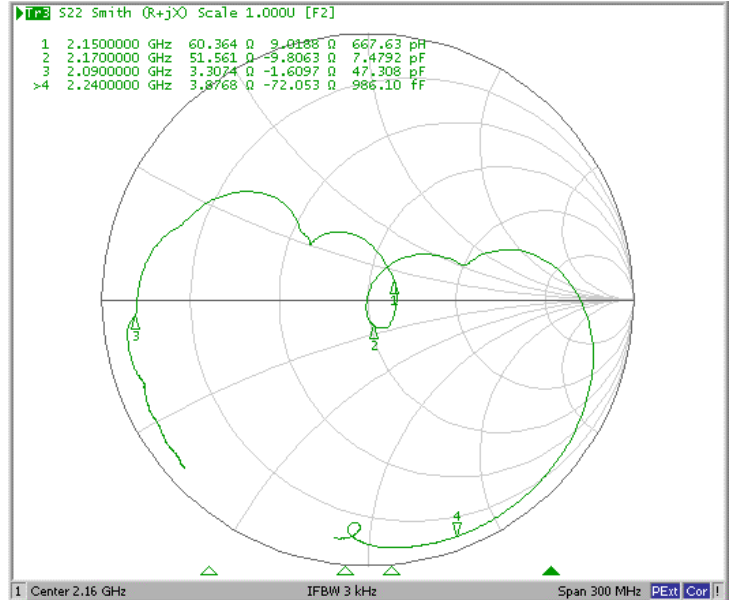 Tr3 S22 Smith (R+jX) Scale 1.000U [F2]
1 2.1500000 GHz 60.364 Ω 9.0188 Ω 667.63 pH
2 2.1700000 GHz 51.561 Ω -9.8063 Ω 7.4792 pF
3 2.0900000 GHz 3.3074 Ω -1.6097 Ω 47.308 pF
>4 2.2400000 GHz 3.8768 Ω -72.053 Ω 986.10 fF
1
2
3
4
1 Center 2.16 GHz IFBW 3 kHz Span 300 MHz PExt Cor !